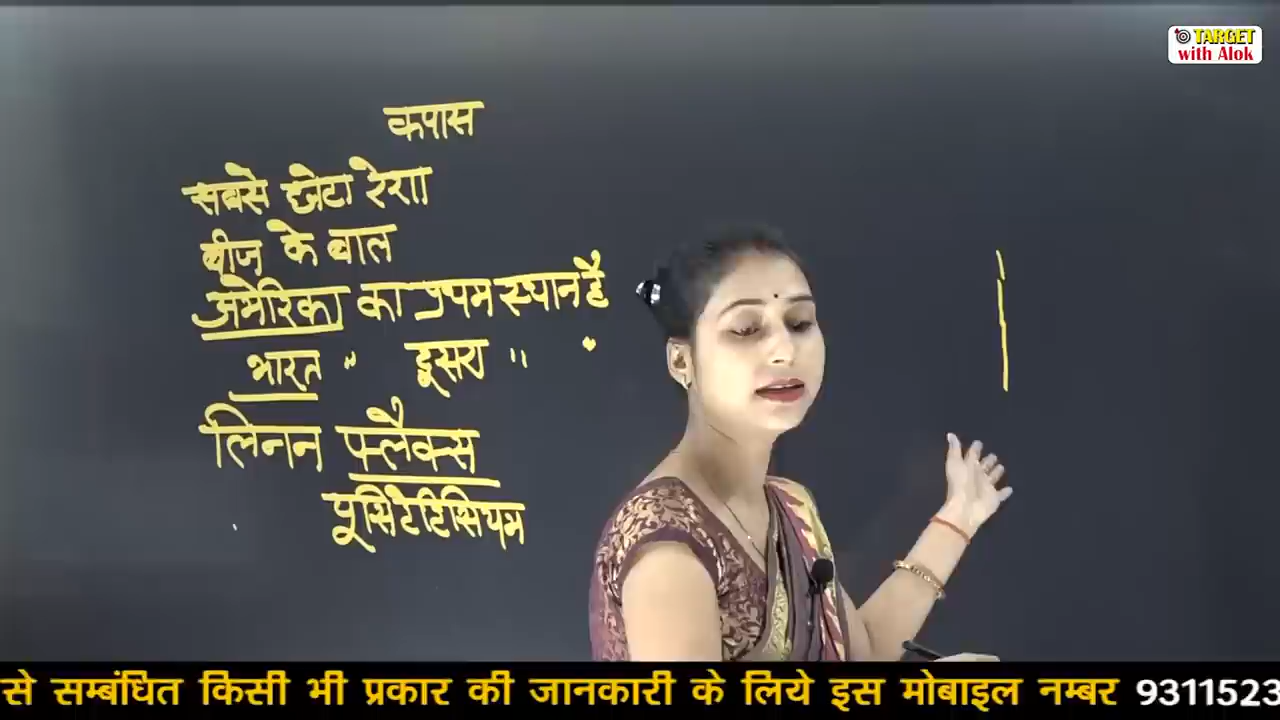 TARGET
with Alok
कपास
सबसे छोटा रेशा
बीज के बाल
अमेरिका का प्रथम स्थान है
भारत " दूसरा "
लिनन फ्लैक्स
यूसिटेटिसियम
से सम्बंधित किसी भी प्रकार की जानकारी के लिये इस मोबाइल नम्बर 9311523